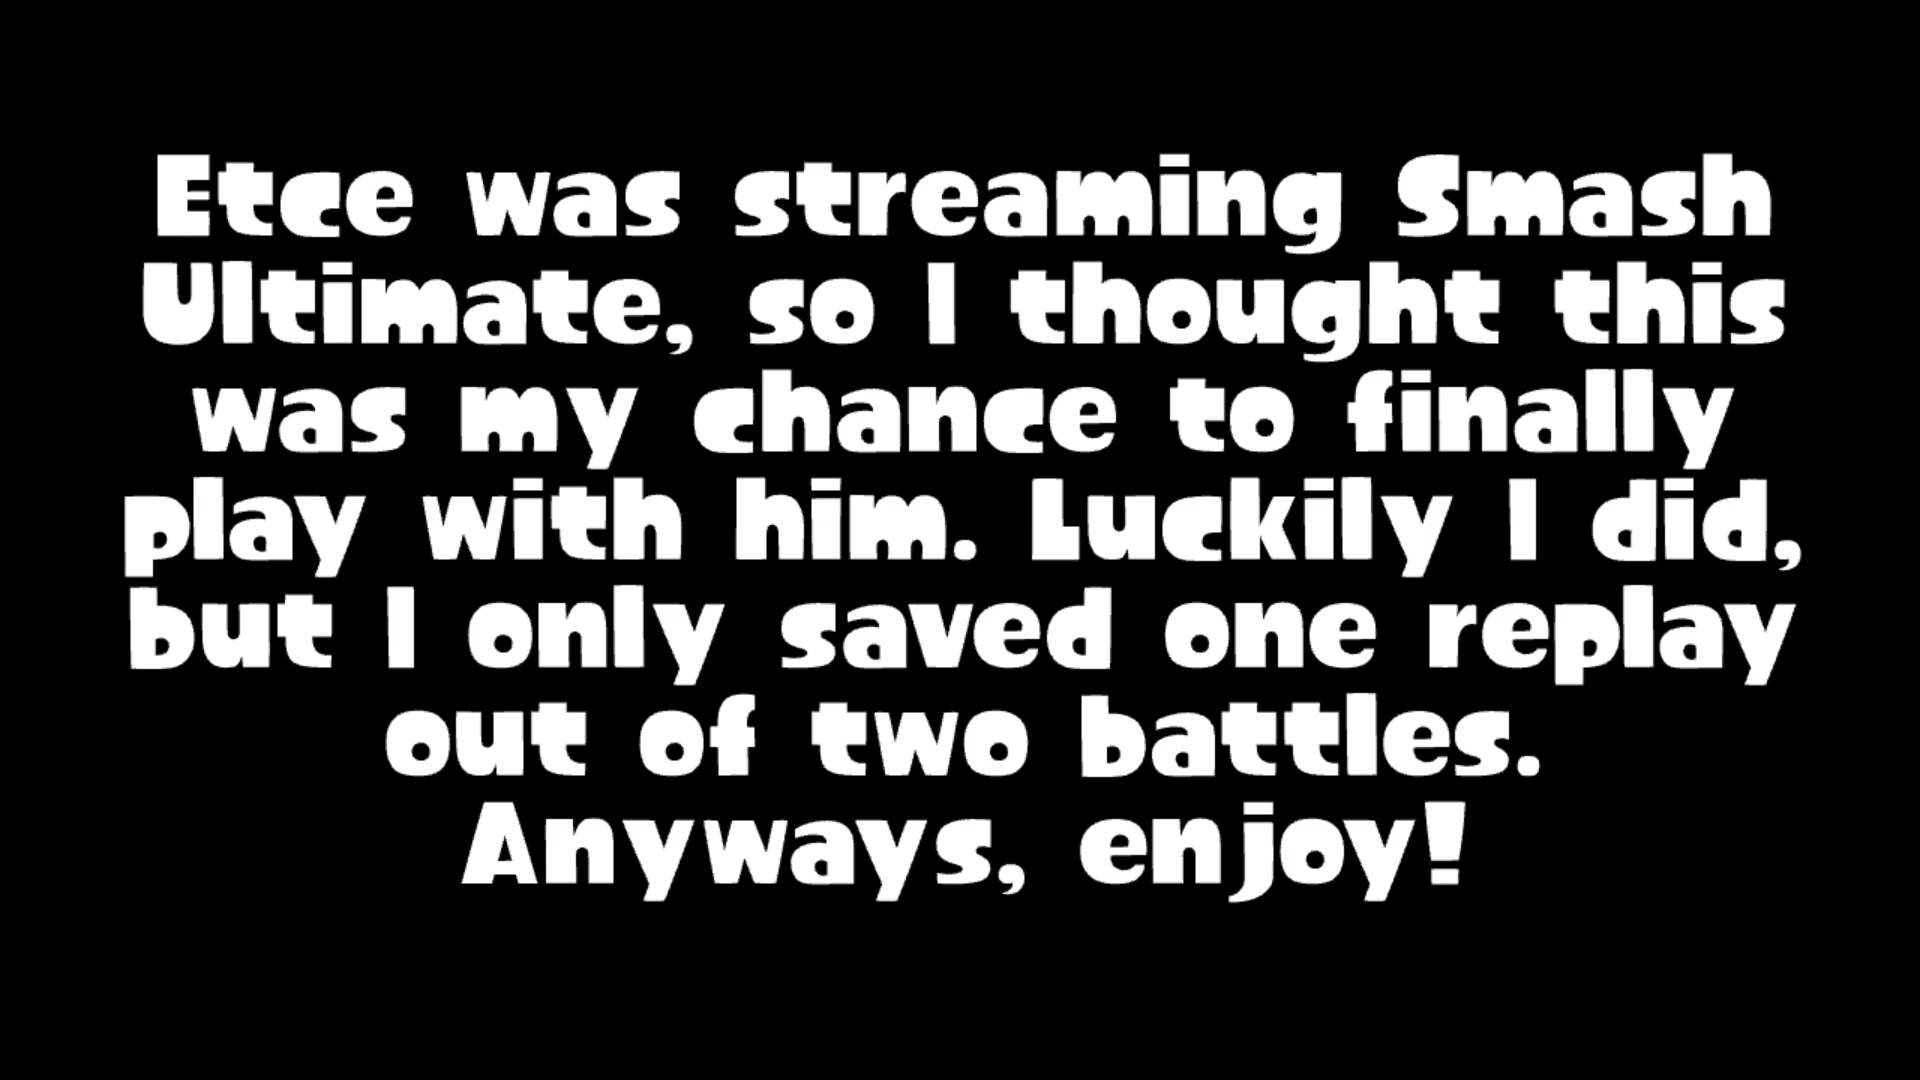 Etce was streaming Smash
Ultimate, so I thought this
was my chance to finally
play with him. Luckily I did,
but I only saved one replay
out of two battles.
Anyways, enjoy!